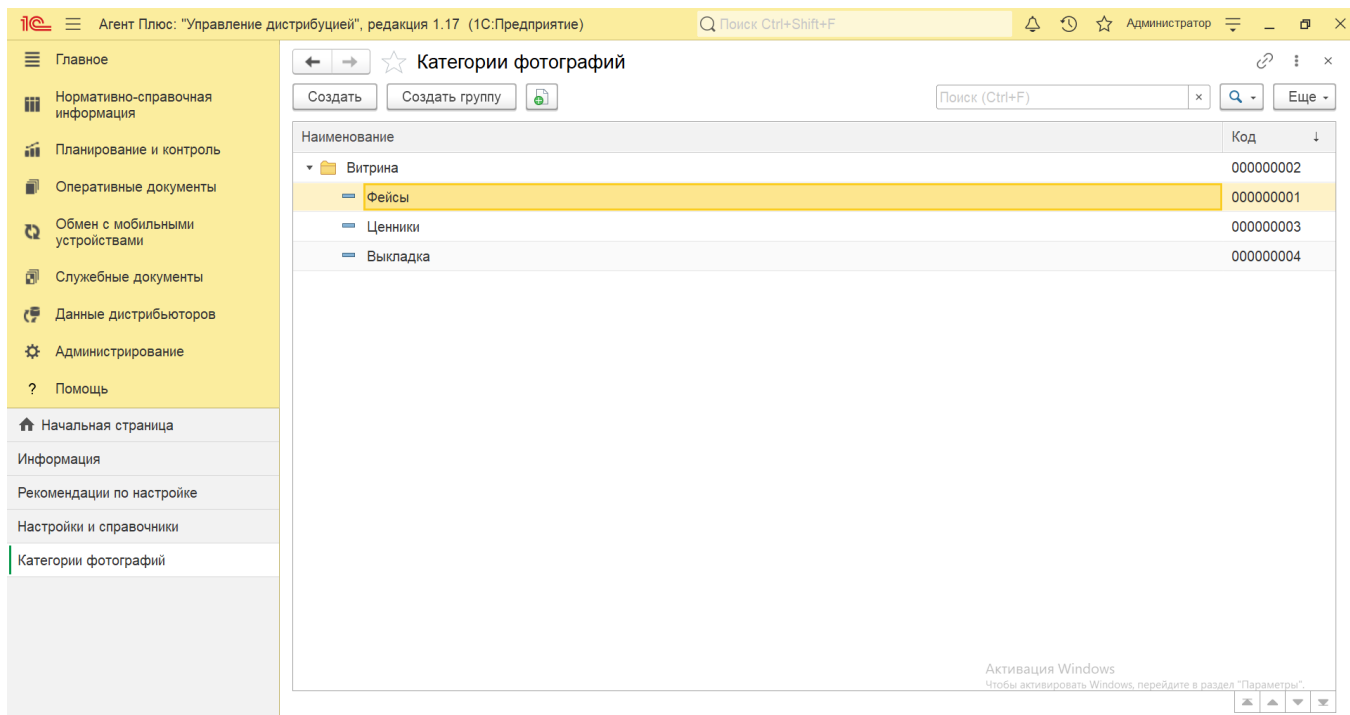 Агент Плюс: "Управление дистрибуцией", редакция 1.17 (1С:Предприятие)
Поиск Ctrl+Shift+F
Администратор
Главное
Нормативно-справочная
информация
Планирование и контроль
Оперативные документы
Обмен с мобильными
устройствами
Служебные документы
Данные дистрибьюторов
Администрирование
? Помощь
Начальная страница
Информация
Рекомендации по настройке
Настройки и справочники
Категории фотографий
Категории фотографий
Создать
Создать группу
Поиск (Ctrl+F)
Еще
Наименование
Код
Витрина 000000002
Фейсы 000000001
Ценники 000000003
Выкладка 000000004
Активация Windows
Чтобы активировать Windows, перейдите в раздел "Параметры".